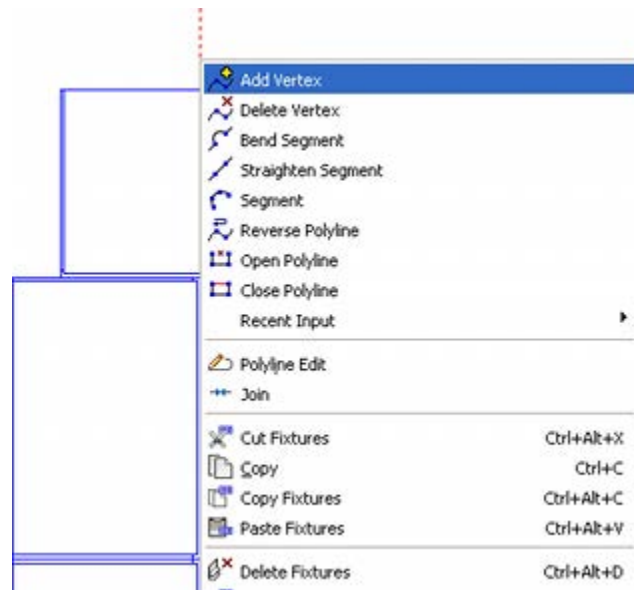 Add Vertex
Delete Vertex
Bend Segment
Straighten Segment
Segment
Reverse Polyline
Open Polyline
Close Polyline
Recent Input
Polyline Edit
Join
Cut Fixtures Ctrl+Alt+X
Copy Ctrl+C
Copy Fixtures Ctrl+Alt+C
Paste Fixtures Ctrl+Alt+V
Delete Fixtures Ctrl+Alt+D